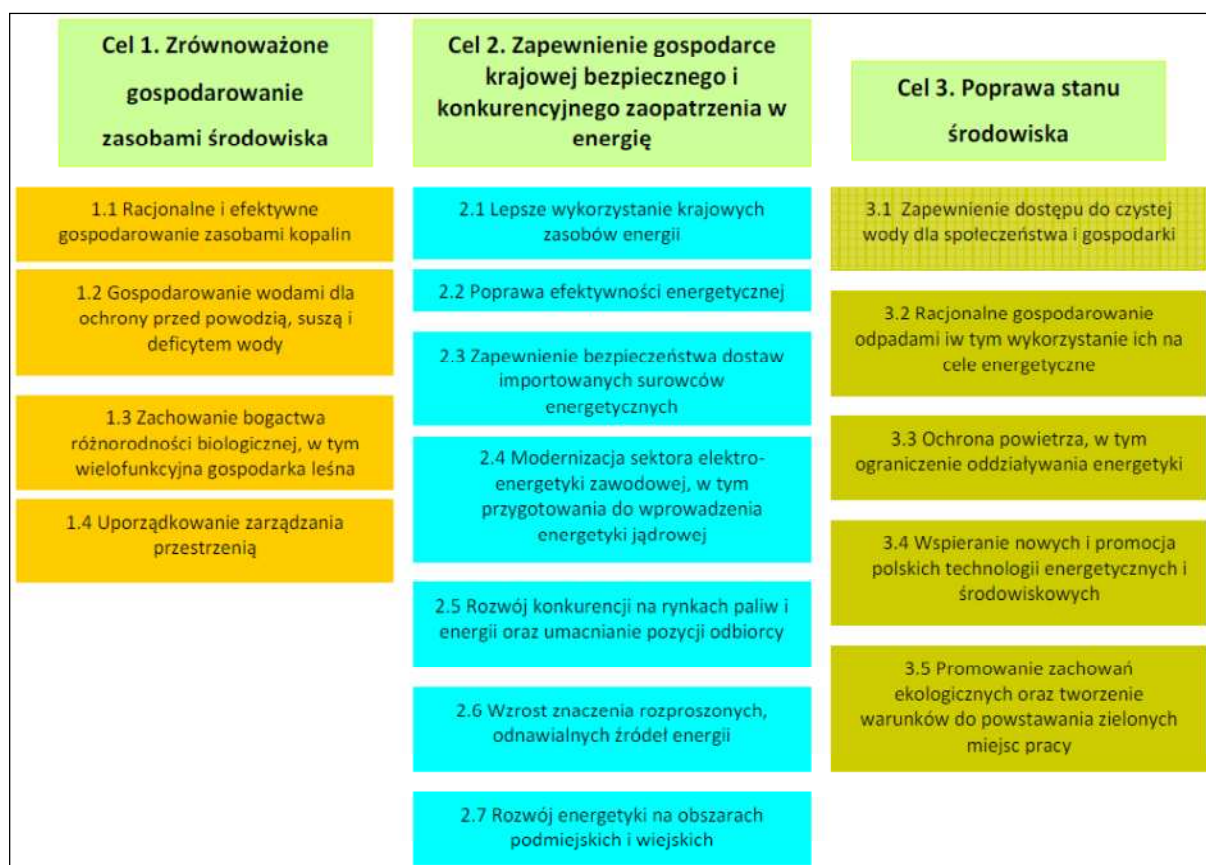 Cel 1. Zrównoważone
gospodarowanie
zasobami środowiska
1.1 Racjonalne i efektywne
gospodarowanie zasobami kopalin
1.2 Gospodarowanie wodami dla
ochrony przed powodzią, suszą i
deficytem wody
1.3 Zachowanie bogactwa
różnorodności biologicznej, w tym
wielofunkcyjna gospodarka leśna
1.4 Uporządkowanie zarządzania
przestrzenią
Cel 2. Zapewnienie gospodarce
krajowej bezpiecznego i
konkurencyjnego zaopatrzenia w
energię
2.1 Lepsze wykorzystanie krajowych
zasobów energii
2.2 Poprawa efektywności energetycznej
2.3 Zapewnienie bezpieczeństwa dostaw
importowanych surowców
energetycznych
2.4 Modernizacja sektora elektro-
energetyki zawodowej, w tym
przygotowania do wprowadzenia
energetyki jądrowej
2.5 Rozwój konkurencji na rynkach paliw i
energii oraz umacnianie pozycji odbiorcy
2.6 Wzrost znaczenia rozproszonych,
odnawialnych źródeł energii
2.7 Rozwój energetyki na obszarach
podmiejskich i wiejskich
Cel 3. Poprawa stanu
środowiska
3.1 Zapewnienie dostępu do czystej
wody dla społeczeństwa i gospodarki
3.2 Racjonalne gospodarowanie
odpadami iw tym wykorzystanie ich na
cele energetyczne
3.3 Ochrona powietrza, w tym
ograniczenie oddziaływania energetyki
3.4 Wspieranie nowych i promocja
polskich technologii energetycznych i
środowiskowych
3.5 Promowanie zachowań
ekologicznych oraz tworzenie
warunków do powstawania zielonych
miejsc pracy